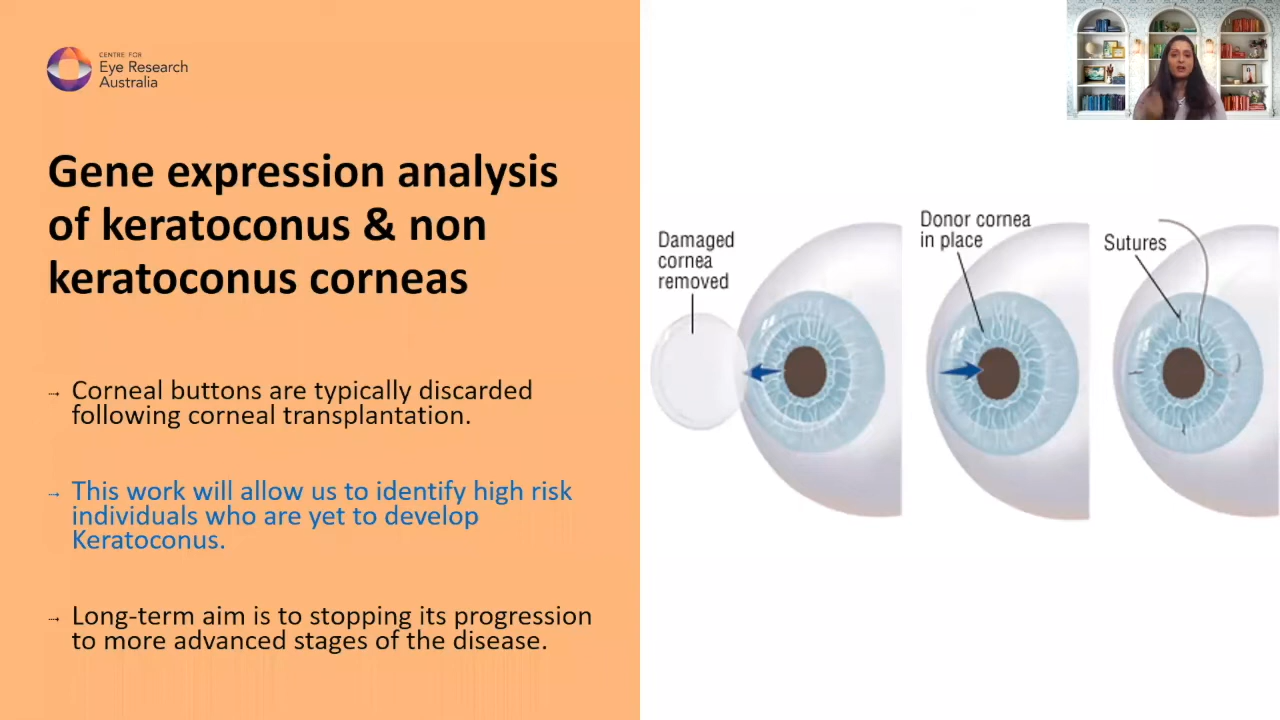 CENTRE FOR
Eye Research
Australia
Gene expression analysis
of keratoconus & non
keratoconus corneas
→ Corneal buttons are typically discarded
following corneal transplantation.
→ This work will allow us to identify high risk
individuals who are yet to develop
Keratoconus.
→ Long-term aim is to stopping its progression
to more advanced stages of the disease.
Damaged
cornea
removed
Donor cornea
in place
Sutures